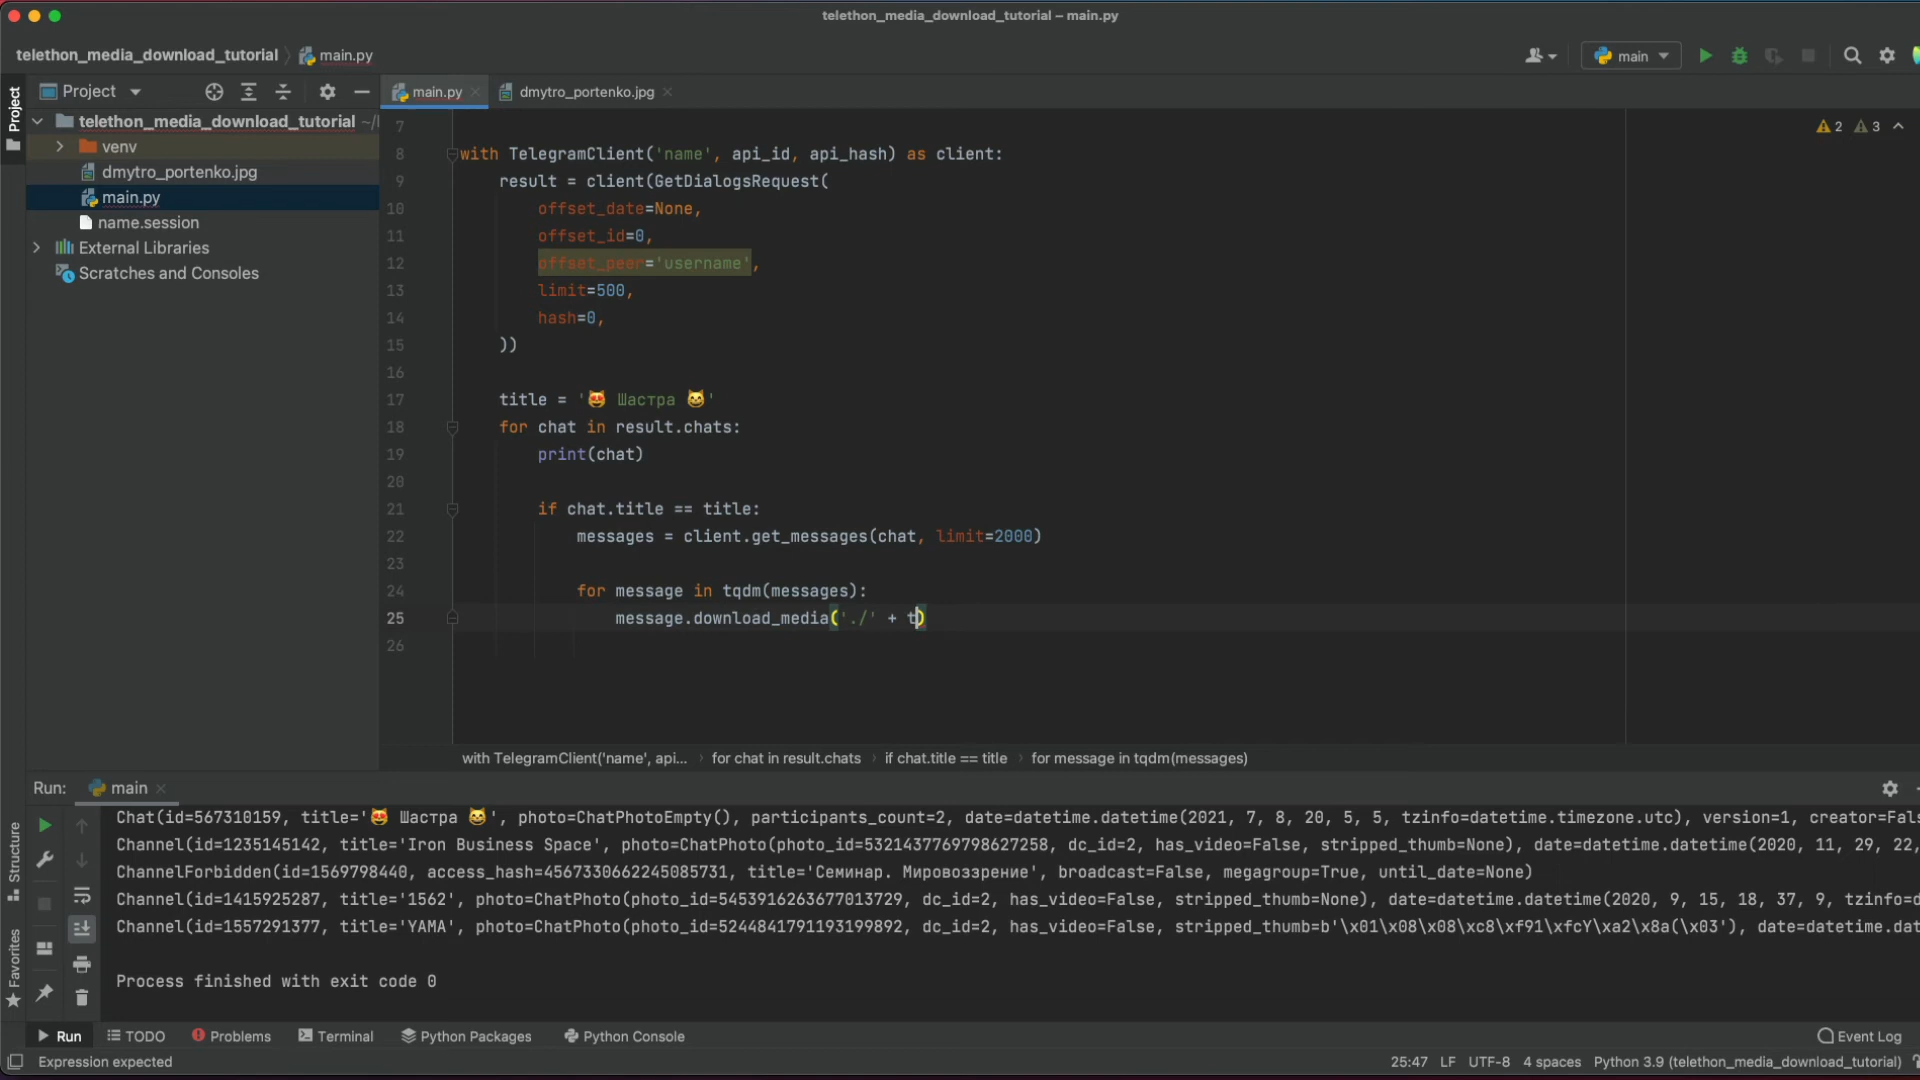 telethon_media_download_tutorial – main.py
telethon_media_download_tutorial
main.py
main
Project
Project
main.py
dmytro_portenko.jpg
telethon_media_download_tutorial ~/
venv
dmytro_portenko.jpg
main.py
name.session
External Libraries
Scratches and Consoles
2 3
7
8 with TelegramClient('name', api_id, api_hash) as client:
9 result = client(GetDialogsRequest(
10 offset_date=None,
11 offset_id=0,
12 offset_peer='username',
13 limit=500,
14 hash=0,
15 ))
16
17 title = '😻 Шастра 😺'
18 for chat in result.chats:
19 print(chat)
20
21 if chat.title == title:
22 messages = client.get_messages(chat, limit=2000)
23
24 for message in tqdm(messages):
25 message.download_media('./' + t)
26
with TelegramClient('name', api... for chat in result.chats if chat.title == title for message in tqdm(messages)
Run: main
Chat(id=567310159, title='😻 Шастра 😺', photo=ChatPhotoEmpty(), participants_count=2, date=datetime.datetime(2021, 7, 8, 20, 5, 5, tzinfo=datetime.timezone.utc), version=1, creator=Fals
Channel(id=1235145142, title='Iron Business Space', photo=ChatPhoto(photo_id=5321437769798627258, dc_id=2, has_video=False, stripped_thumb=None), date=datetime.datetime(2020, 11, 29, 22,
ChannelForbidden(id=1569798440, access_hash=4567330662245085731, title='Семинар. Мировоззрение', broadcast=False, megagroup=True, until_date=None)
Channel(id=1415925287, title='1562', photo=ChatPhoto(photo_id=5453916263677013729, dc_id=2, has_video=False, stripped_thumb=None), date=datetime.datetime(2020, 9, 15, 18, 37, 9, tzinfo=d
Channel(id=1557291377, title='YAMA', photo=ChatPhoto(photo_id=5244841791193199892, dc_id=2, has_video=False, stripped_thumb=b'\x01\x08\x08\xc8\xf91\xfcY\xa2\x8a(\x03'), date=datetime.dat
Process finished with exit code 0
Structure
Favorites
Run TODO Problems Terminal Python Packages Python Console Event Log
Expression expected 25:47 LF UTF-8 4 spaces Python 3.9 (telethon_media_download_tutorial)